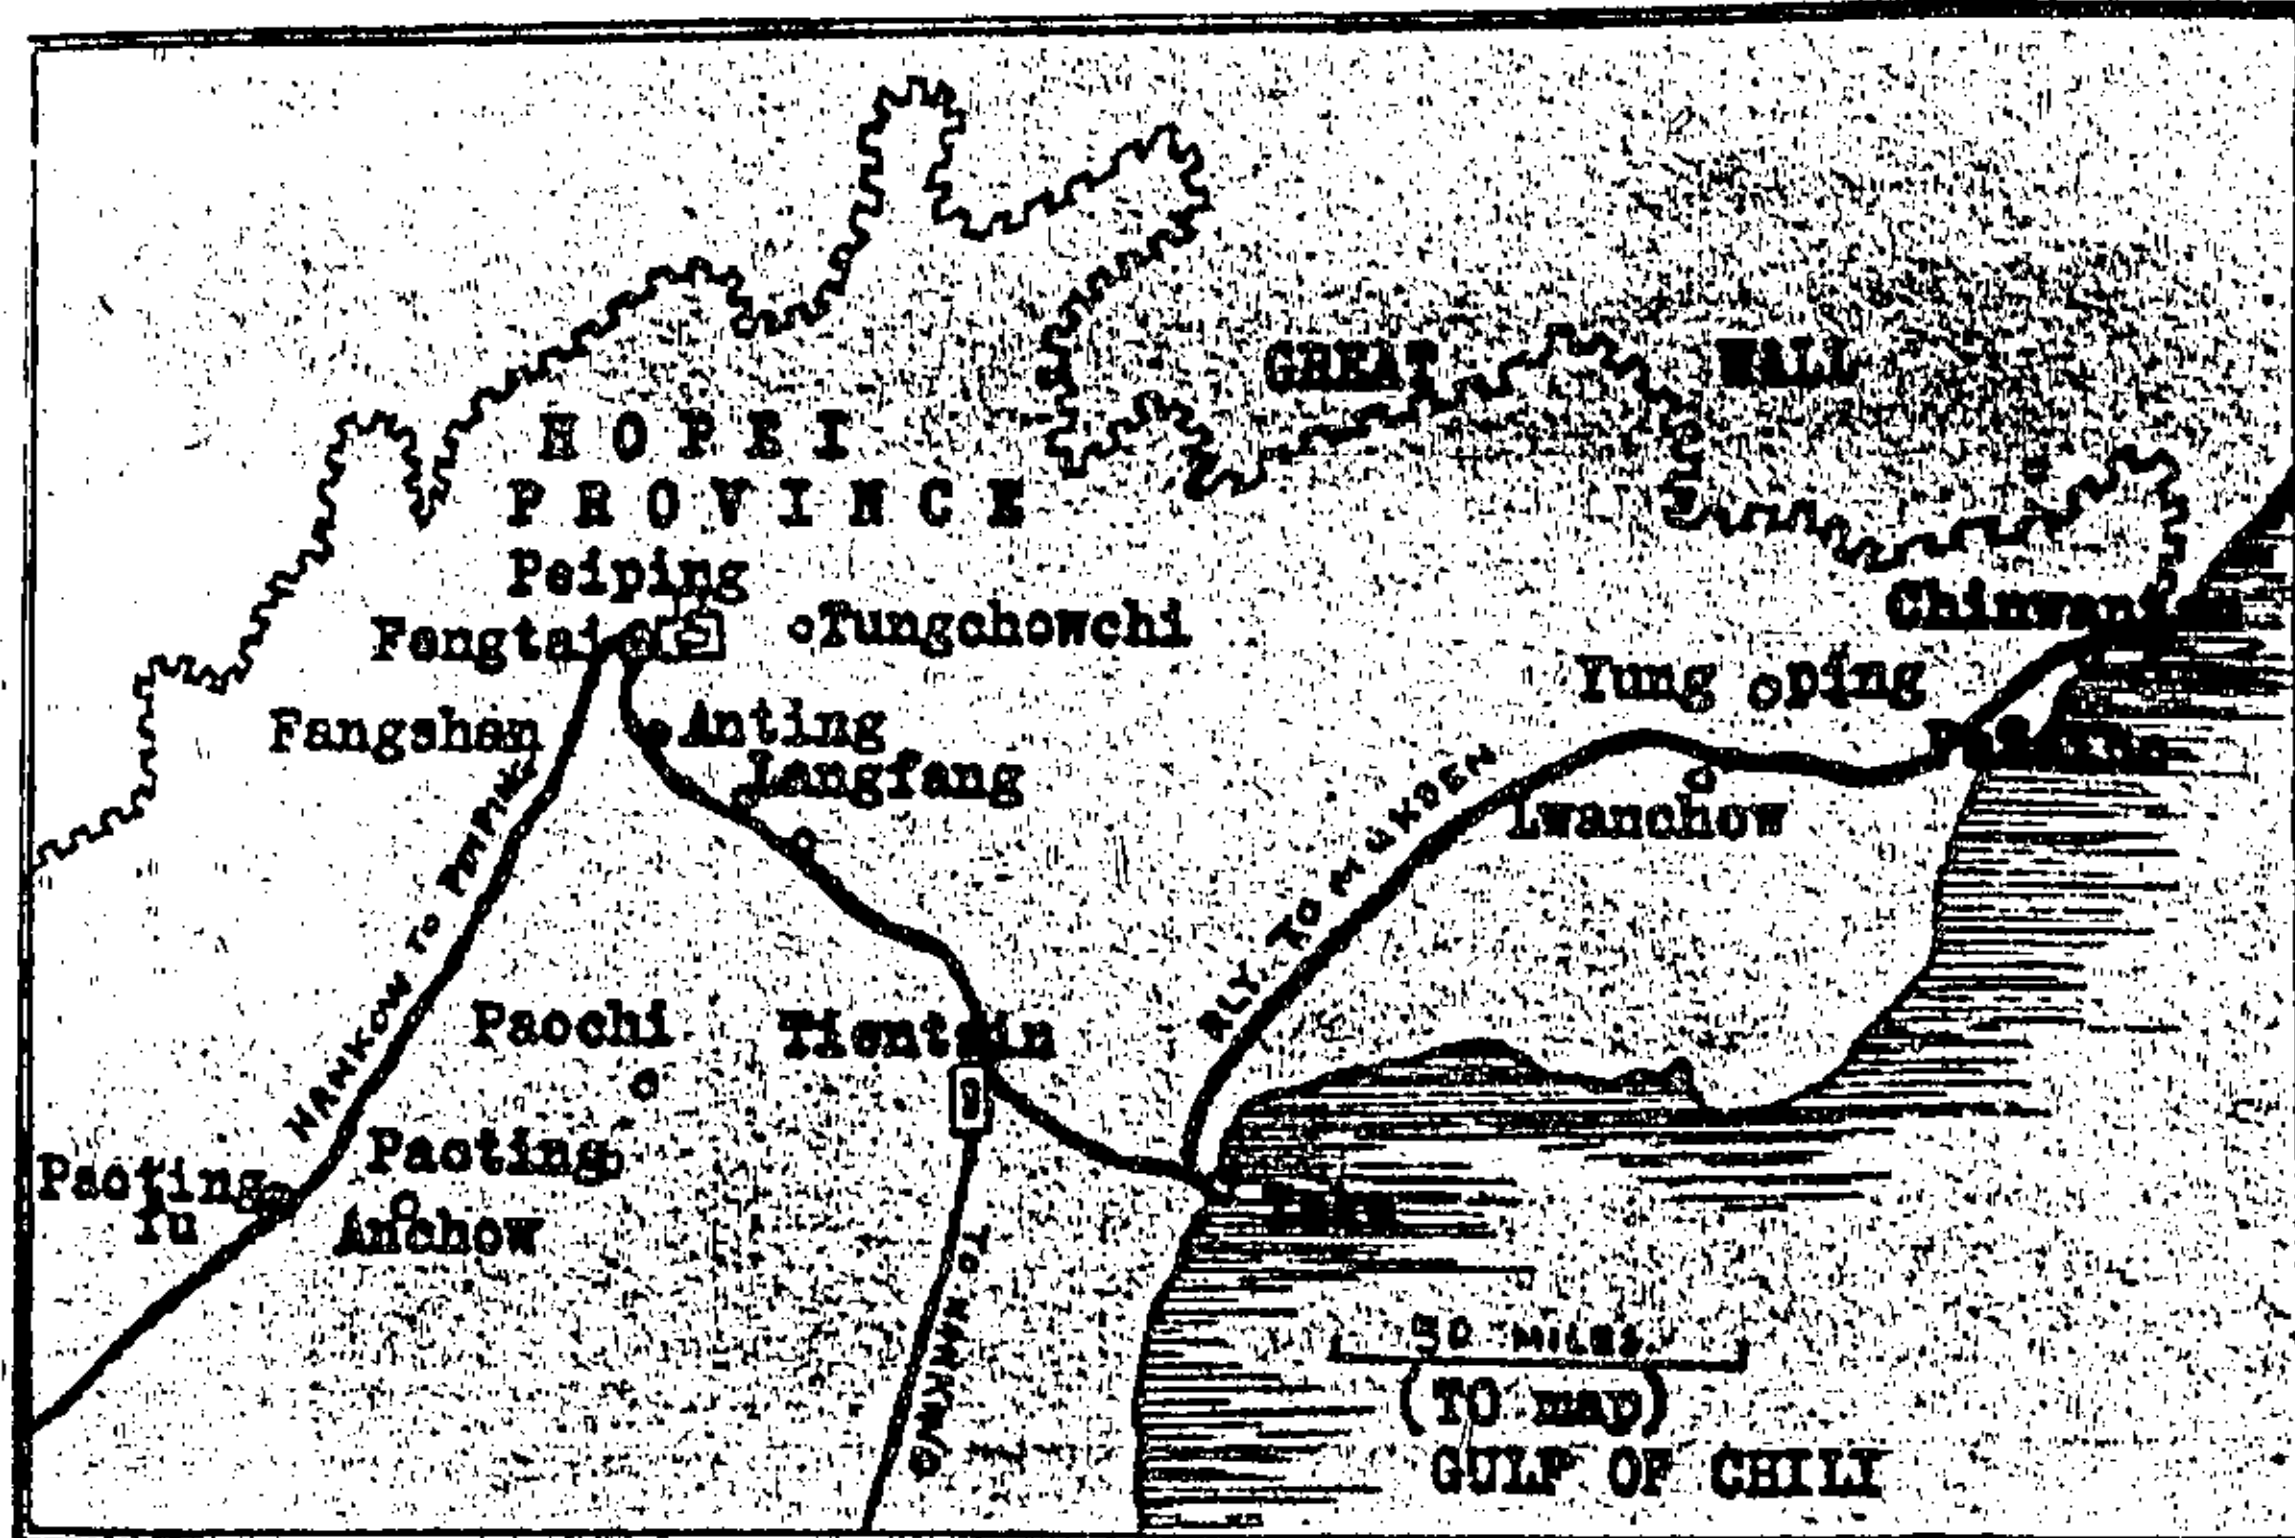 GREAT WALL
HOPEI
PROVINCE
Peiping
Fengtai
Tungchowchi
Yung ping
Fangshan
Anting
Langfang
Lwanchow
HANKOW TO PEIPING
RLY. TO MUKDEN
Paochi
Tientsin
Paoting
Fu
Paoting
Anchow
Taku
TO NANKING
50 MILES.
(TO map)
GULF OF CHILI